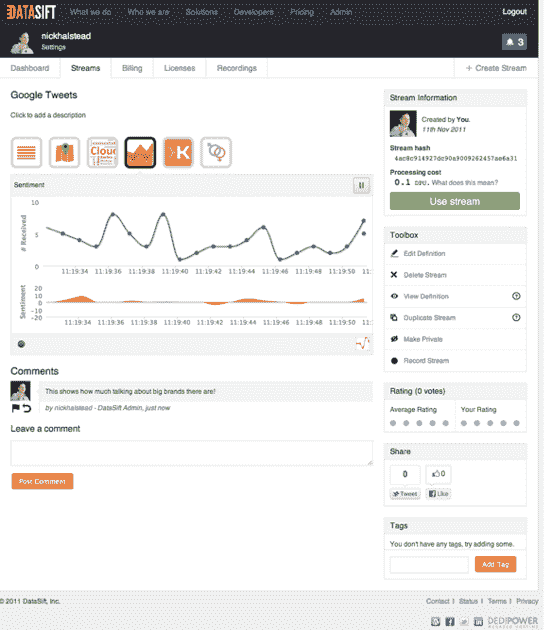 DATASIFT What we do Who we are Solutions Developers Pricing Admin Logout
nickhalstead
Settings
3
Dashboard Streams Billing Licenses Recordings + Create Stream
Google Tweets
Click to add a description
Cloud
K
Sentiment
10
5
0
# Received
11:19:34 11:19:36 11:19:38 11:19:40 11:19:42 11:19:44 11:19:46 11:19:48 11:19:50 11:
20
10
0
-10
-20
Sentiment
11:19:34 11:19:36 11:19:38 11:19:40 11:19:42 11:19:44 11:19:46 11:19:48 11:19:50 11:
Comments
This shows how much talking about big brands there are!
by nickhalstead - DataSift Admin, just now
Leave a comment
Post Comment
Stream Information
Created by You.
11th Nov 2011
Stream hash
Processing cost
0.1 DPU. What does this mean?
Use stream
Toolbox
Edit Definition
Delete Stream
View Definition
Duplicate Stream
Make Private
Record Stream
Rating (0 votes)
Average Rating Your Rating
Share
0 0
Tweet Like
Tags
You don't have any tags, try adding some.
Add Tag
© 2011 DataSift, Inc.
Contact | Status | Terms | Privacy
DEDIPOWER